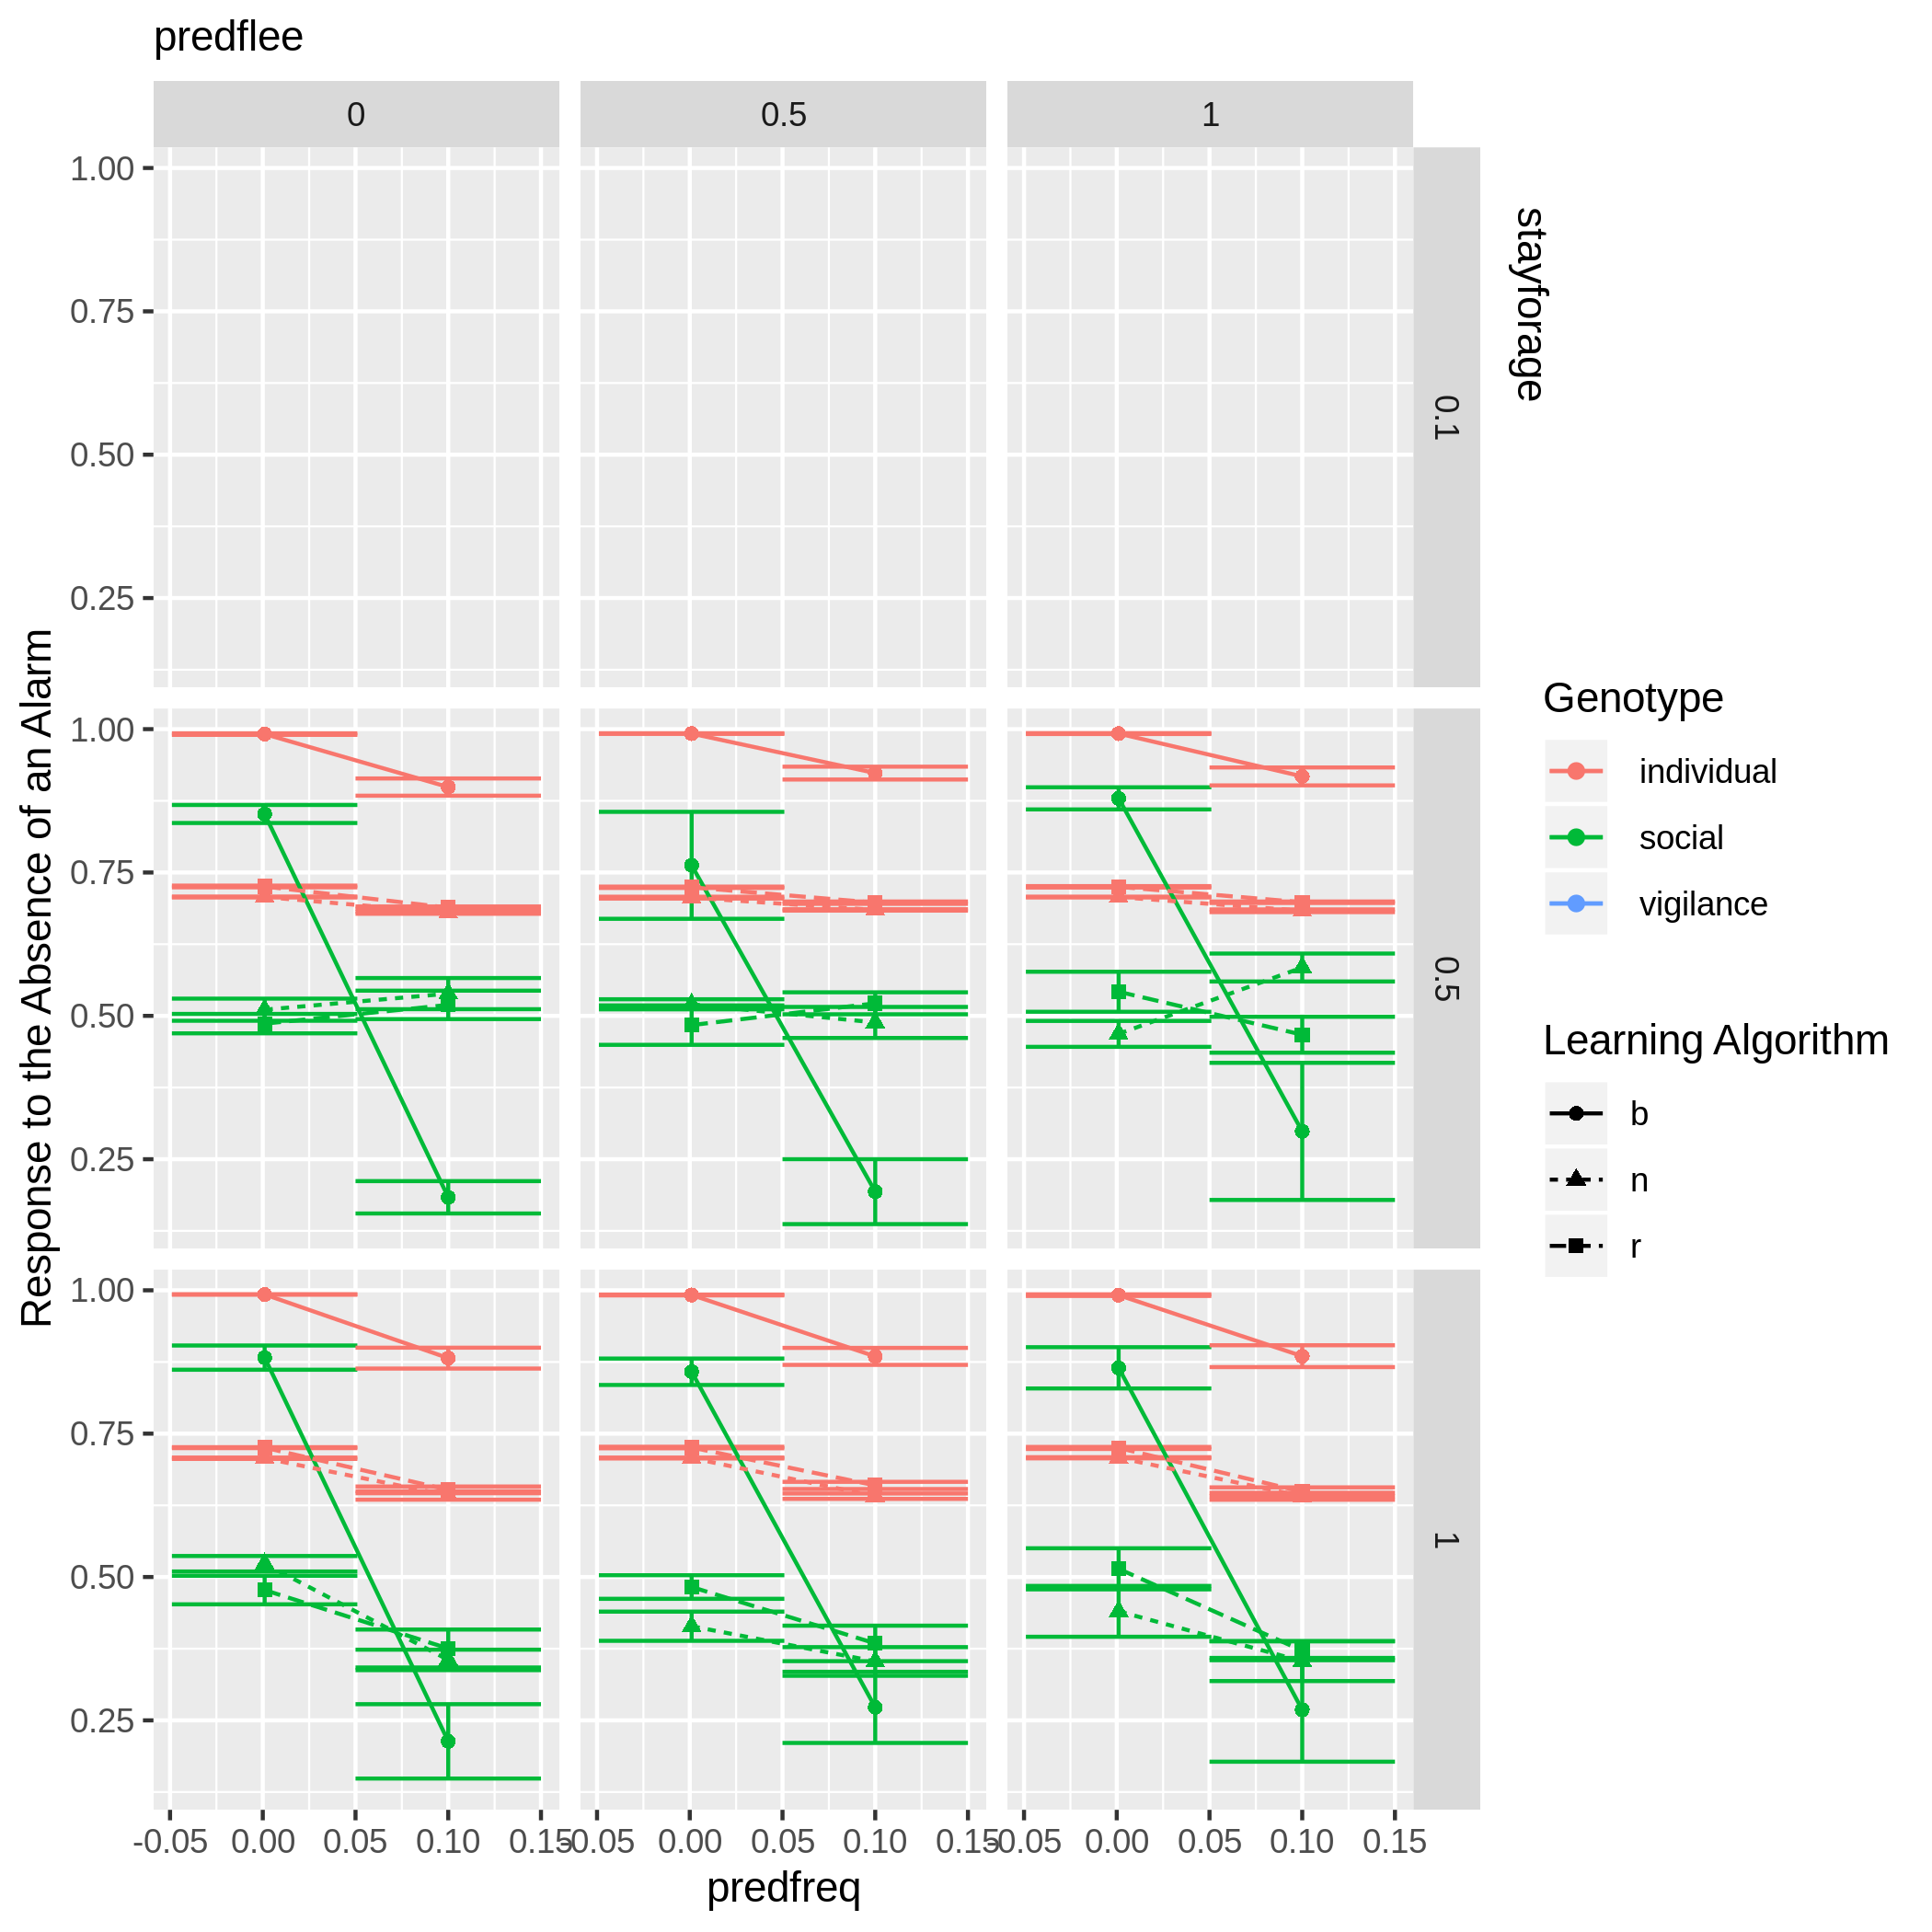 predflee
0 0.5 1
1.00
0.75
0.50
0.25
0.1
stayforage
1.00
0.75
0.50
0.25
0.5
1.00
0.75
0.50
0.25
1
-0.05 0.00 0.05 0.10 0.15 -0.05 0.00 0.05 0.10 0.15 -0.05 0.00 0.05 0.10 0.15
predfreq
Response to the Absence of an Alarm
Genotype
individual
social
vigilance
Learning Algorithm
b
n
r